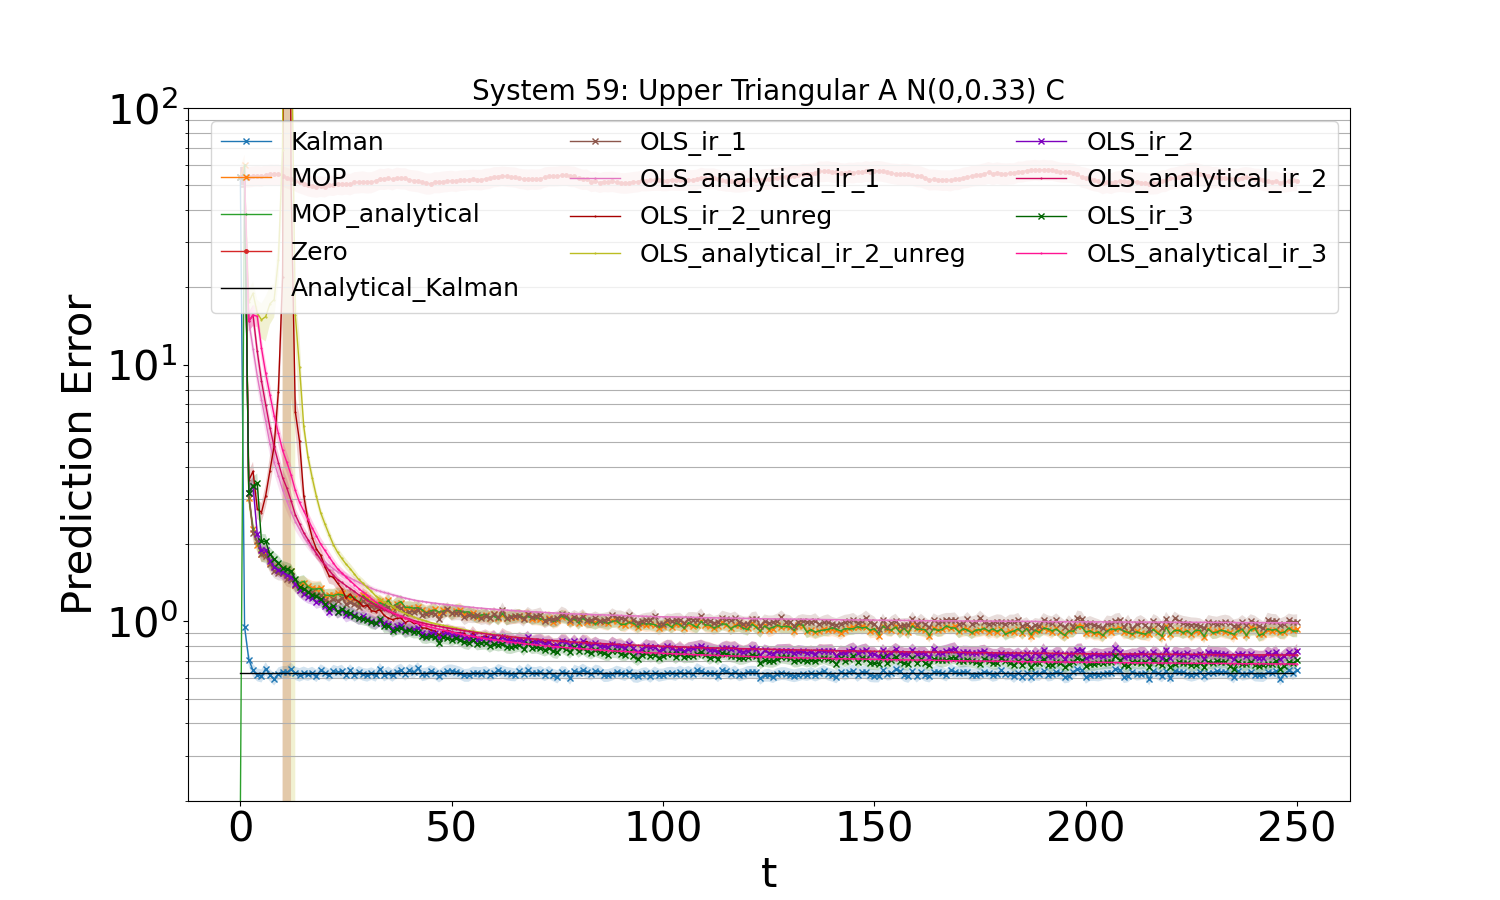 System 59: Upper Triangular A N(0,0.33) C
10²
10¹
10⁰
Prediction Error
Kalman
MOP
MOP_analytical
Zero
Analytical_Kalman
OLS_ir_1
OLS_analytical_ir_1
OLS_ir_2_unreg
OLS_analytical_ir_2_unreg
OLS_ir_2
OLS_analytical_ir_2
OLS_ir_3
OLS_analytical_ir_3
0 50 100 150 200 250
t